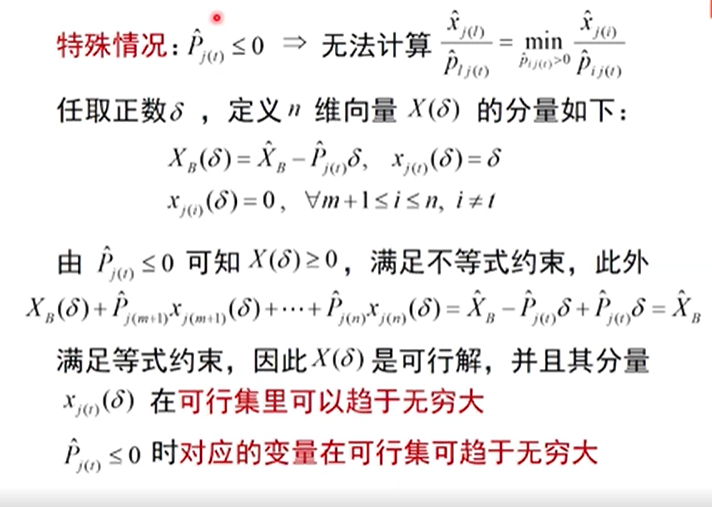 特殊情况：$\hat{P}_{j(t)} \leq 0$ ⇒ 无法计算 $\frac{\hat{x}_{j(l)}}{\hat{p}_{lj(t)}} = \min_{\hat{p}_{ij(t)}>0} \frac{\hat{x}_{j(i)}}{\hat{p}_{ij(t)}}$
任取正数$\delta$ ，定义 $n$ 维向量 $X(\delta)$ 的分量如下：
$X_B(\delta) = \hat{X}_B - \hat{P}_{j(t)}\delta, \quad x_{j(t)}(\delta) = \delta$
$x_{j(i)}(\delta) = 0, \quad \forall m+1 \leq i \leq n, \ i \neq t$
由 $\hat{P}_{j(t)} \leq 0$ 可知 $X(\delta) \geq 0$，满足不等式约束，此外
$X_B(\delta) + \hat{P}_{j(m+1)}x_{j(m+1)}(\delta) + \cdots + \hat{P}_{j(n)}x_{j(n)}(\delta) = \hat{X}_B - \hat{P}_{j(t)}\delta + \hat{P}_{j(t)}\delta = \hat{X}_B$
满足等式约束，因此$X(\delta)$ 是可行解，并且其分量
$x_{j(t)}(\delta)$ 在可行集里可以趋于无穷大
$\hat{P}_{j(t)} \leq 0$ 时对应的变量在可行集可趋于无穷大